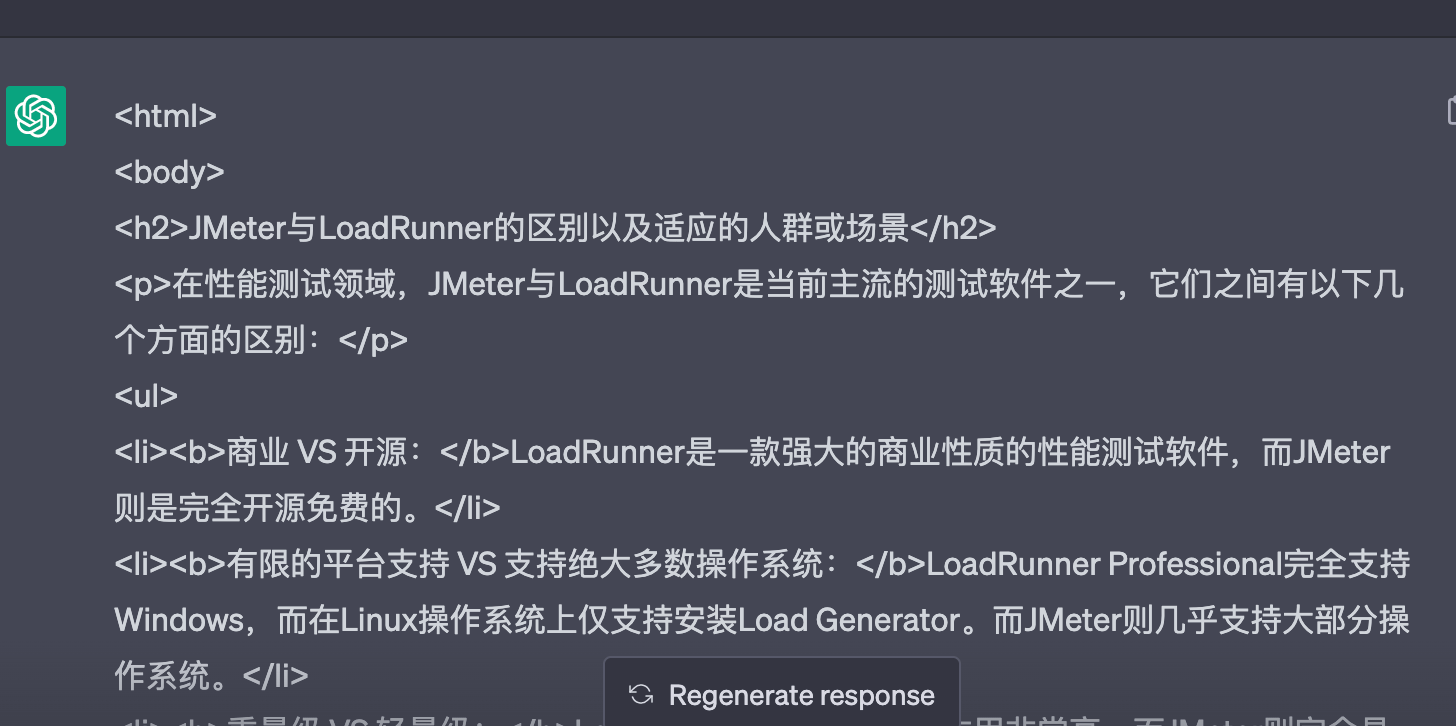 <html>
<body>
<h2>JMeter与LoadRunner的区别以及适应的人群或场景</h2>
<p>在性能测试领域，JMeter与LoadRunner是当前主流的测试软件之一，它们之间有以下几
个方面的区别：</p>
<ul>
<li><b>商业 VS 开源：</b>LoadRunner是一款强大的商业性质的性能测试软件，而JMeter
则是完全开源免费的。</li>
<li><b>有限的平台支持 VS 支持绝大多数操作系统：</b>LoadRunner Professional完全支持
Windows，而在Linux操作系统上仅支持安装Load Generator。而JMeter则几乎支持大部分操
作系统。</li>
Regenerate response